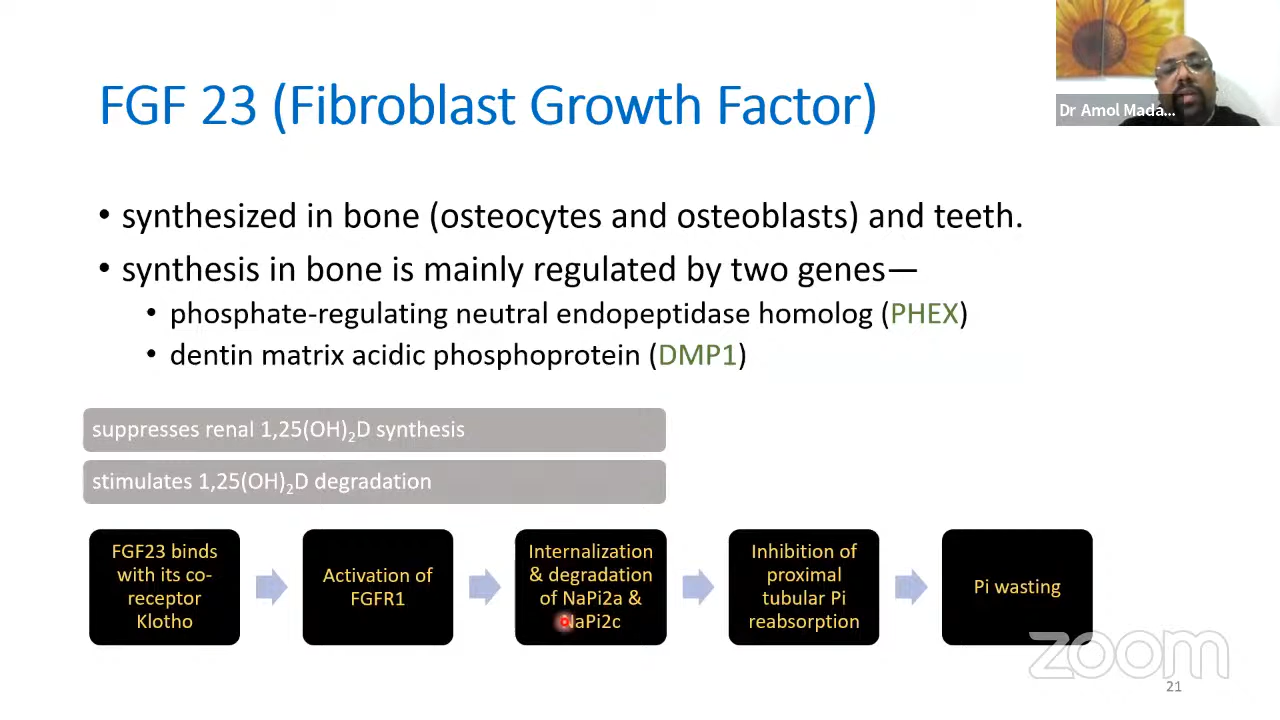 FGF 23 (Fibroblast Growth Factor)
Dr Amol Mada...
• synthesized in bone (osteocytes and osteoblasts) and teeth.
• synthesis in bone is mainly regulated by two genes—
• phosphate-regulating neutral endopeptidase homolog (PHEX)
• dentin matrix acidic phosphoprotein (DMP1)
suppresses renal 1,25(OH)₂D synthesis
stimulates 1,25(OH)₂D degradation
FGF23 binds
with its co-
receptor
Klotho
Activation of
FGFR1
Internalization
& degradation
of NaPi2a &
NaPi2c
Inhibition of
proximal
tubular Pi
reabsorption
Pi wasting
zoom
21